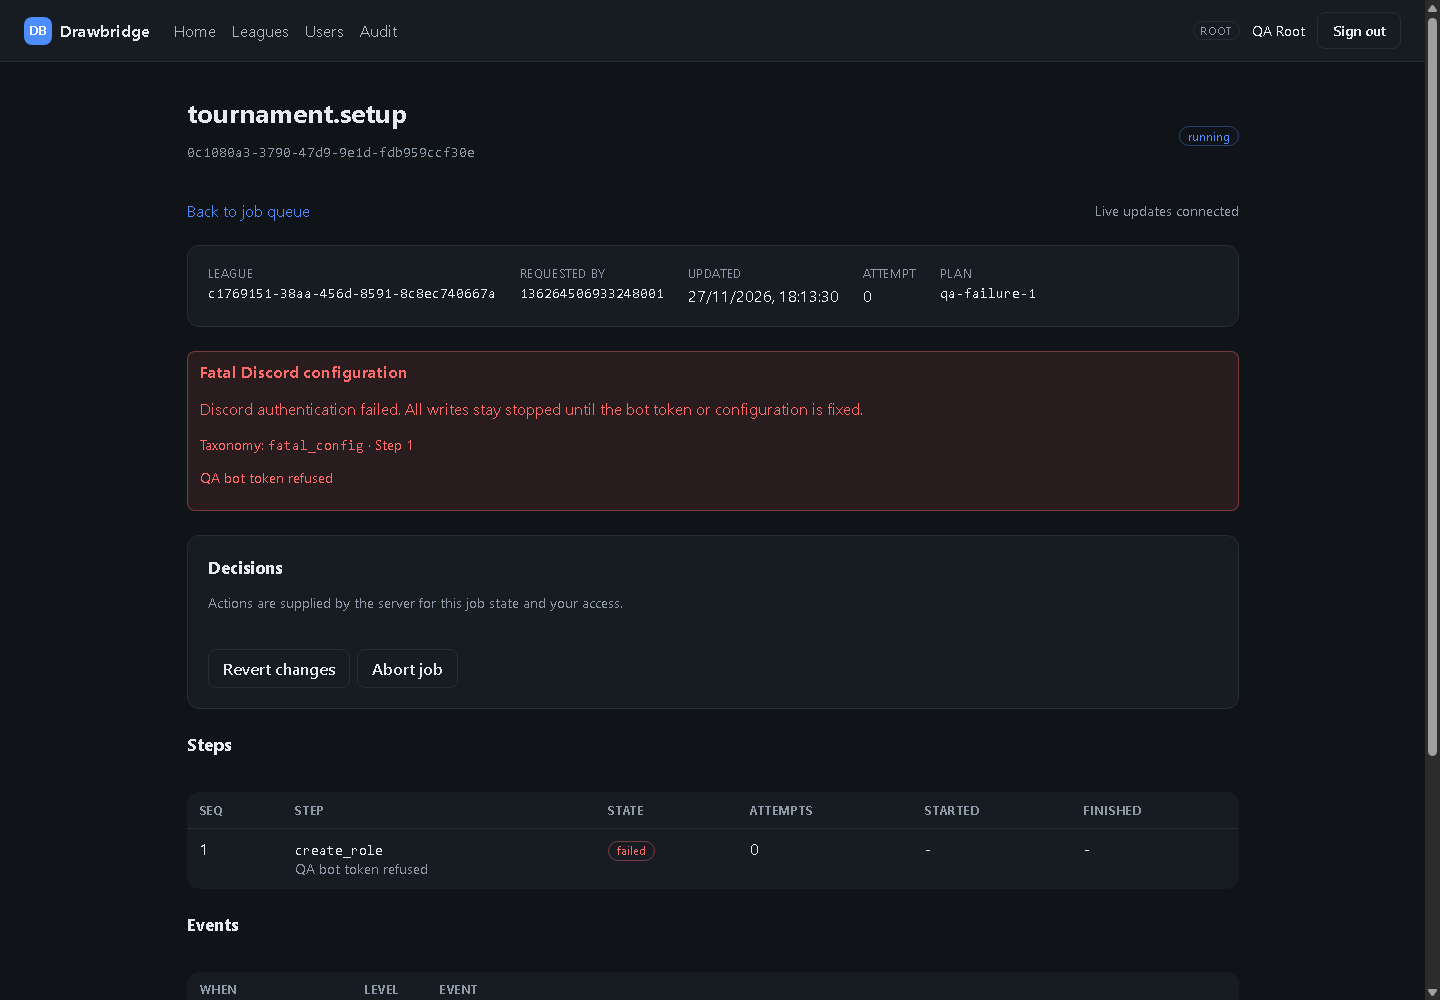 DB Drawbridge Home Leagues Users Audit ROOT QA Root Sign out
tournament.setup
0c1080a3-3790-47d9-9e1d-fdb959ccf30e
running
Back to job queue Live updates connected
LEAGUE REQUESTED BY UPDATED ATTEMPT PLAN
c1769151-38aa-456d-8591-8c8ec740667a 136264506933248001 27/11/2026, 18:13:30 0 qa-failure-1
Fatal Discord configuration
Discord authentication failed. All writes stay stopped until the bot token or configuration is fixed.
Taxonomy: fatal_config · Step 1
QA bot token refused
Decisions
Actions are supplied by the server for this job state and your access.
Revert changes Abort job
Steps
SEQ STEP STATE ATTEMPTS STARTED FINISHED
1 create_role failed 0 - -
QA bot token refused
Events
WHEN LEVEL EVENT